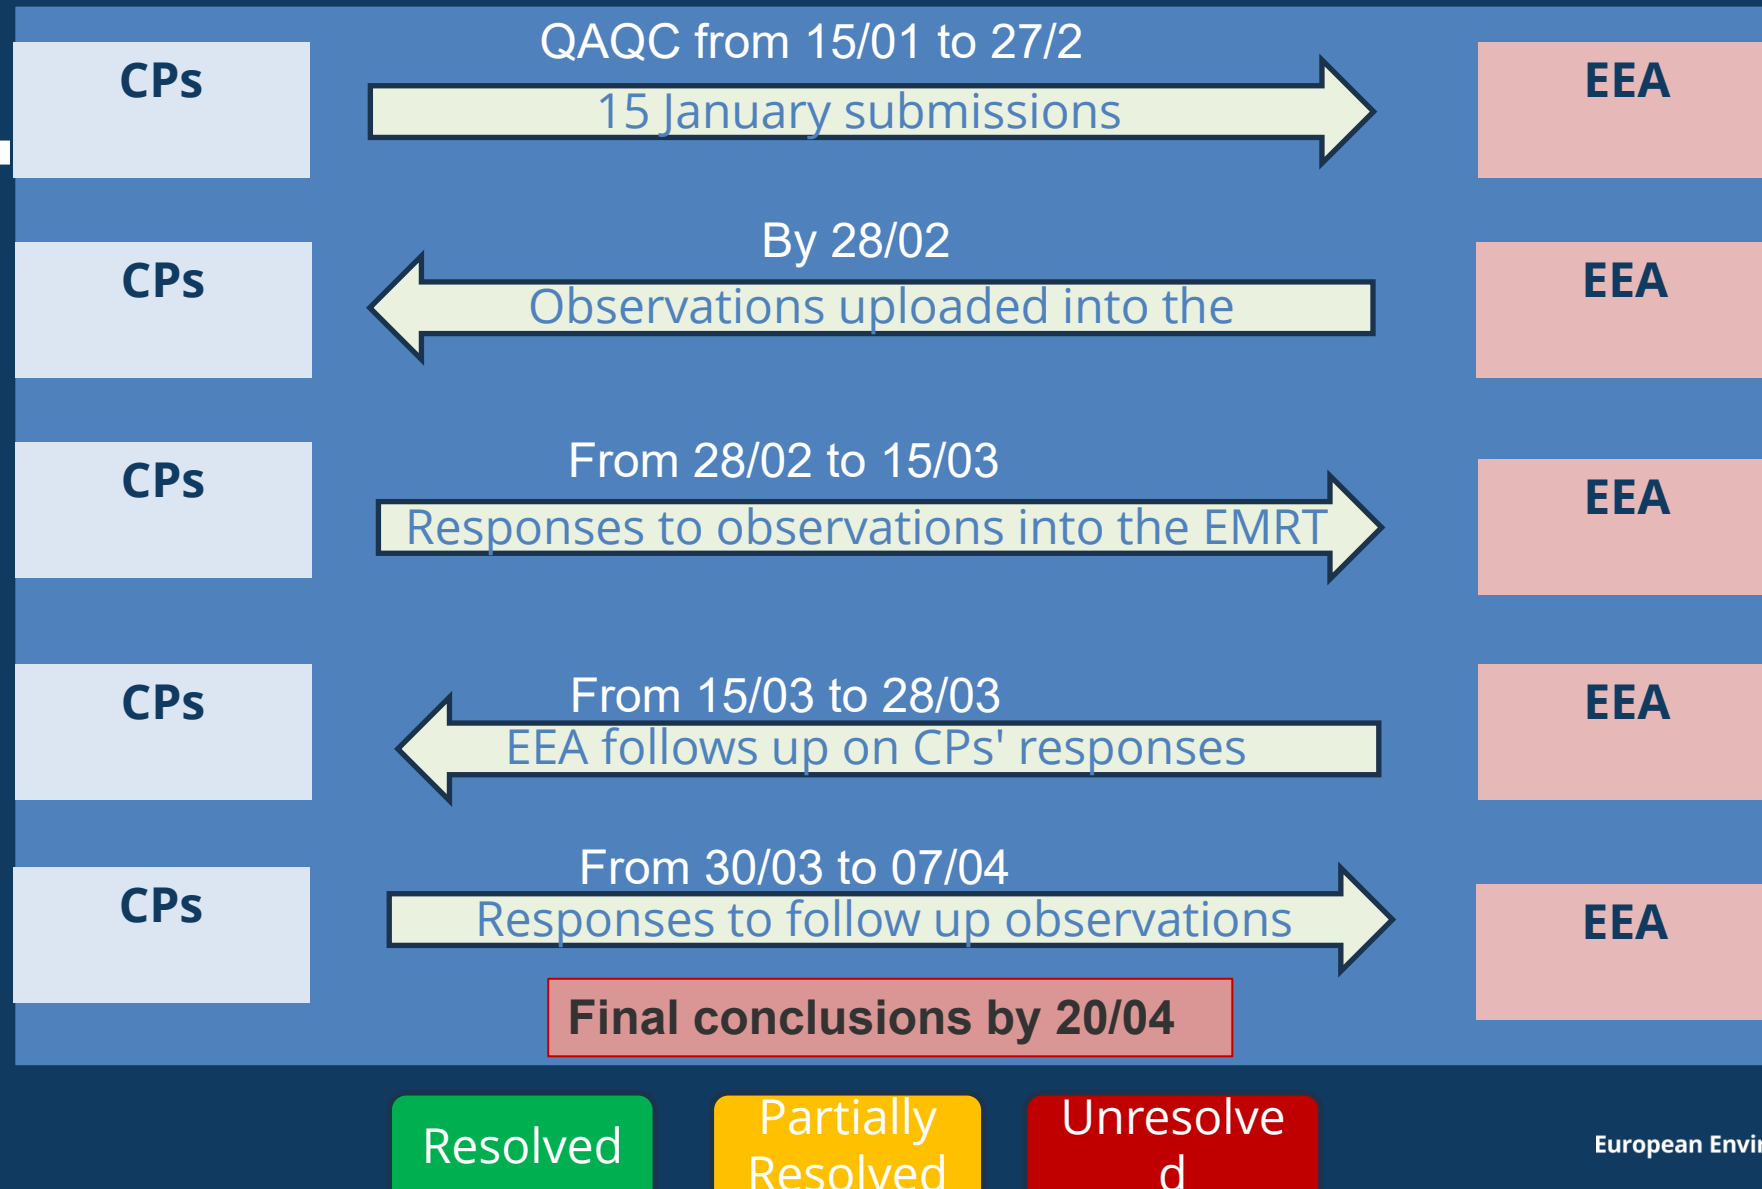 QAQC from 15/01 to 27/2
CPs
15 January submissions
EEA
By 28/02
CPs
Observations uploaded into the
EEA
From 28/02 to 15/03
CPs
Responses to observations into the EMRT
EEA
From 15/03 to 28/03
CPs
EEA follows up on CPs' responses
EEA
From 30/03 to 07/04
CPs
Responses to follow up observations
EEA
Final conclusions by 20/04
Resolved
Partially
Resolved
Unresolve
d
European Envir